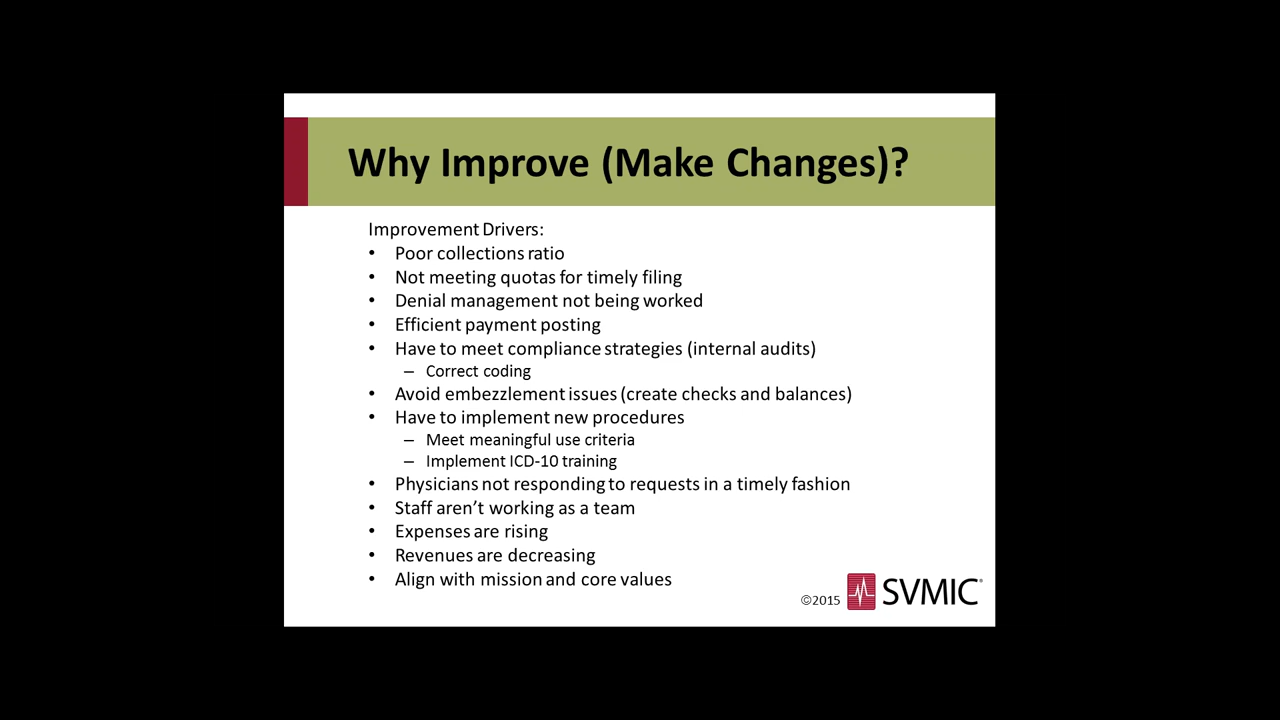 Why Improve (Make Changes)?
Improvement Drivers:
• Poor collections ratio
• Not meeting quotas for timely filing
• Denial management not being worked
• Efficient payment posting
• Have to meet compliance strategies (internal audits)
– Correct coding
• Avoid embezzlement issues (create checks and balances)
• Have to implement new procedures
– Meet meaningful use criteria
– Implement ICD-10 training
• Physicians not responding to requests in a timely fashion
• Staff aren’t working as a team
• Expenses are rising
• Revenues are decreasing
• Align with mission and core values
©2015 SVMIC®